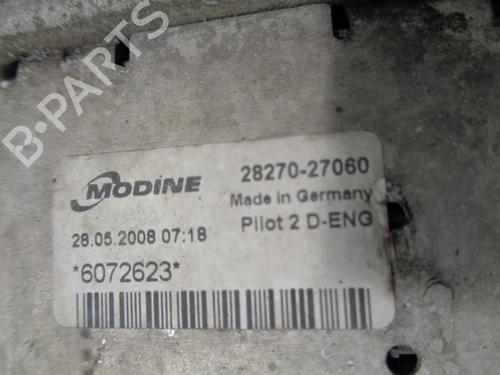 B-PARTS
MODINE
28270-27060
Made in Germany
28.05.2008 07:18
Pilot 2 D-ENG
*6072623*